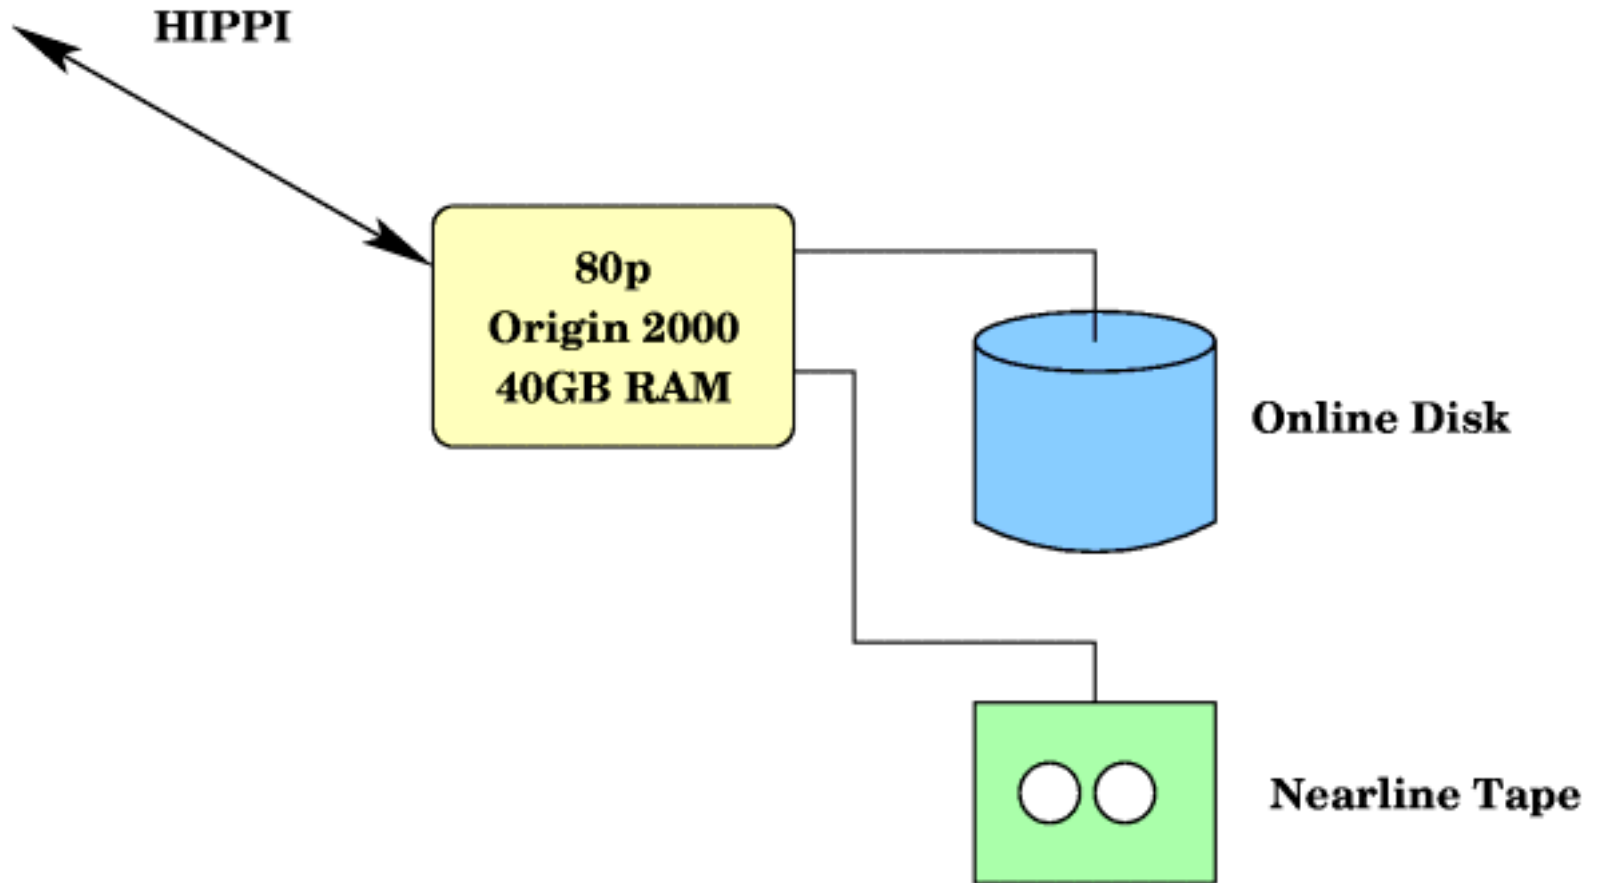 HIPPI
80p
Origin 2000
40GB RAM
Online Disk
Nearline Tape